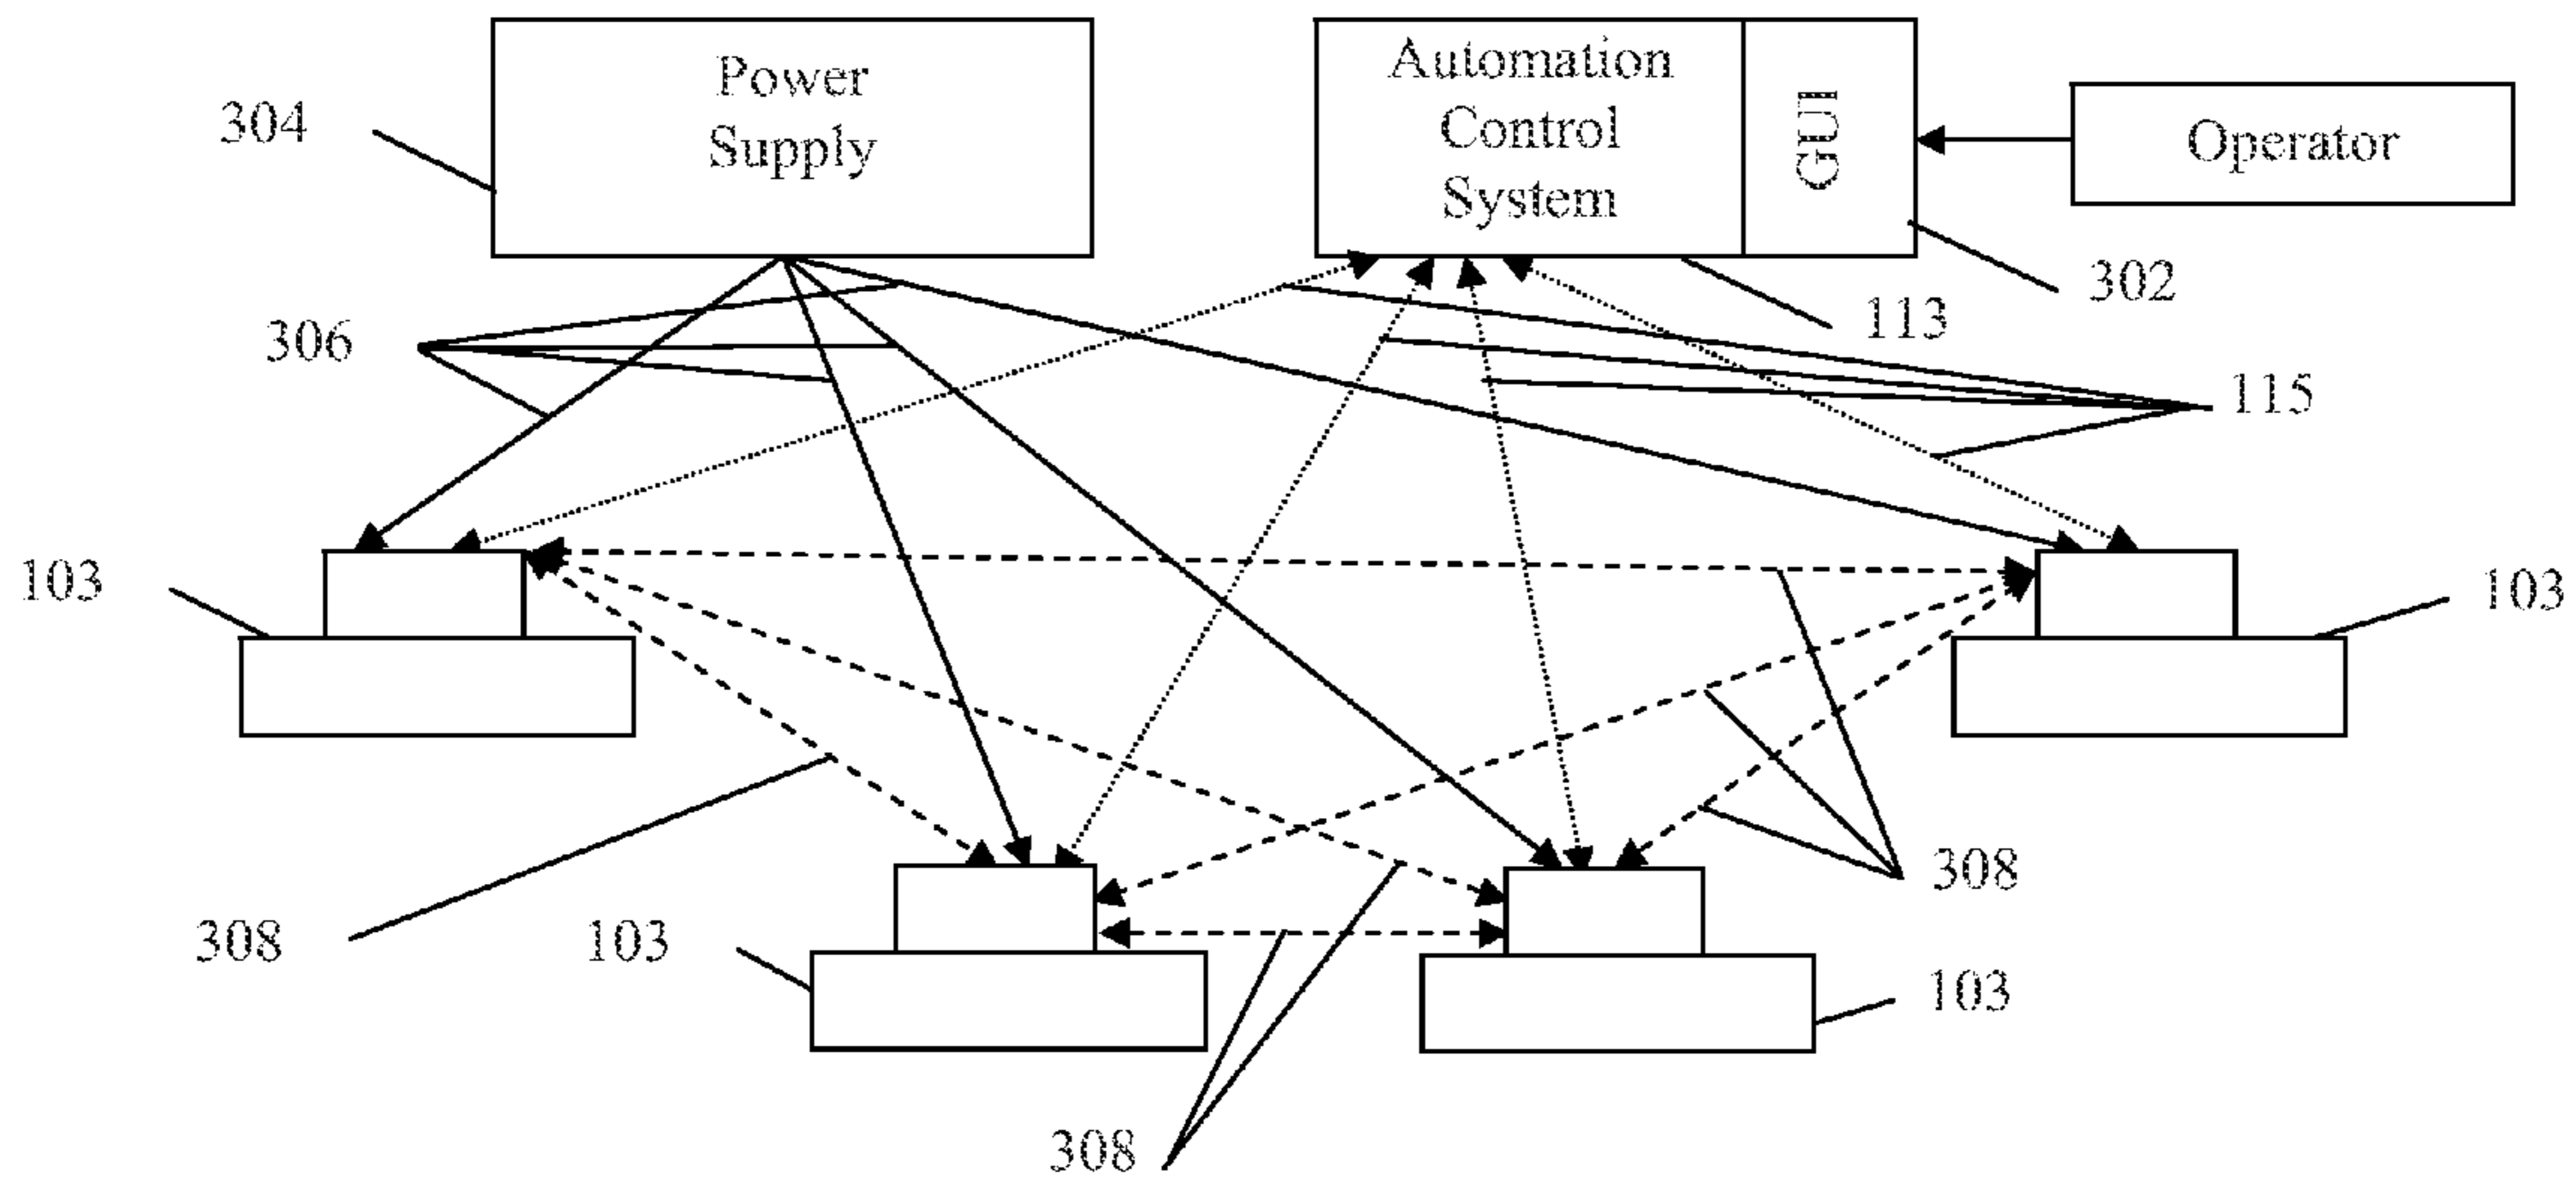 Power
Supply
Automation
Control
System
GUI
Operator
304
302
113
306
115
103
103
308
308
103
103
308